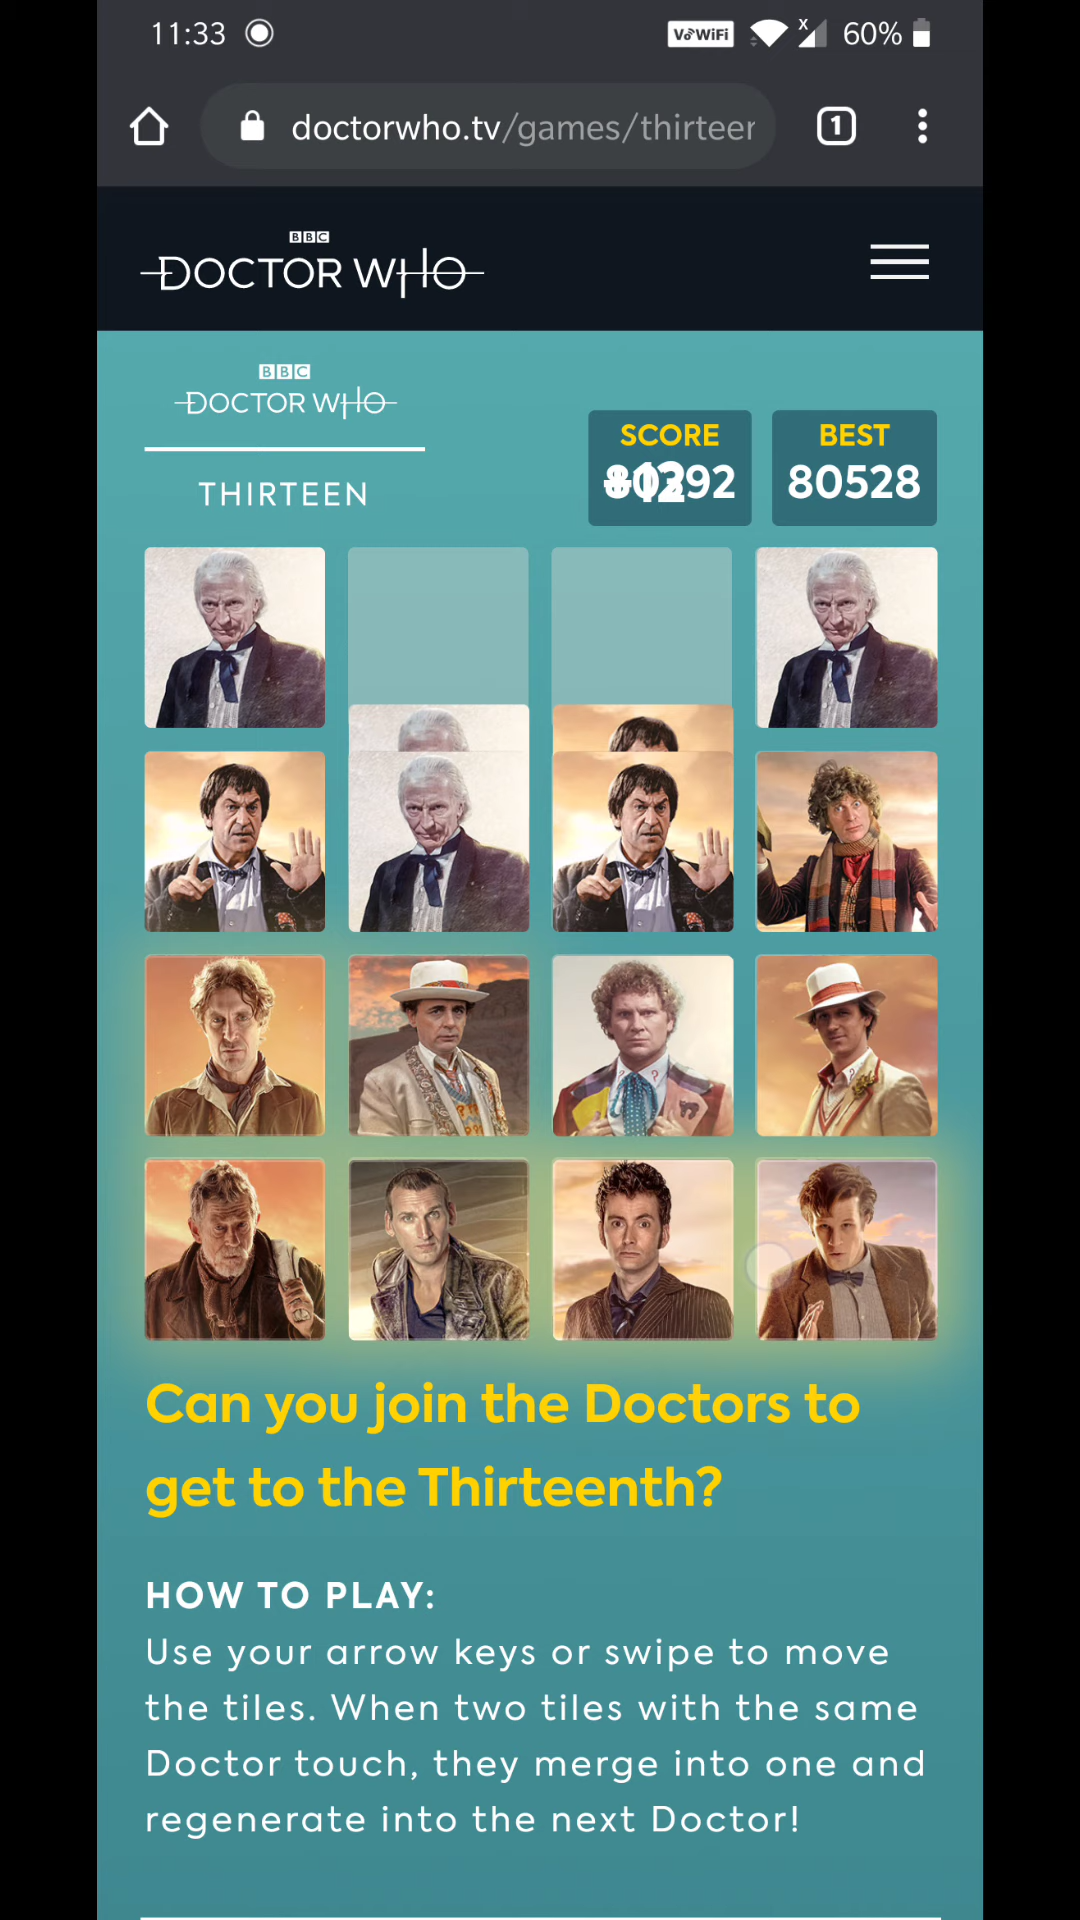 11:33
VoWiFi
x
60%
doctorwho.tv/games/thirteer
1
BBC
DOCTOR WHO
BBC
DOCTOR WHO
THIRTEEN
SCORE
BEST
80528
Can you join the Doctors to
get to the Thirteenth?
HOW TO PLAY:
Use your arrow keys or swipe to move
the tiles. When two tiles with the same
Doctor touch, they merge into one and
regenerate into the next Doctor!